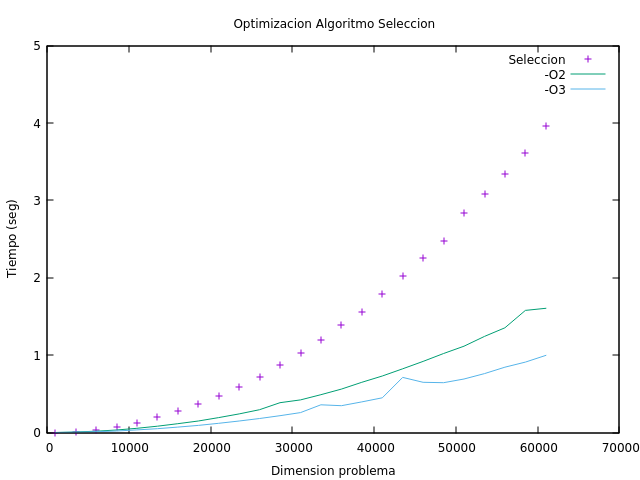 Optimizacion Algoritmo Seleccion
Seleccion
-O2
-O3
5
4
3
2
1
0
Tiempo (seg)
0 10000 20000 30000 40000 50000 60000 70000
Dimension problema